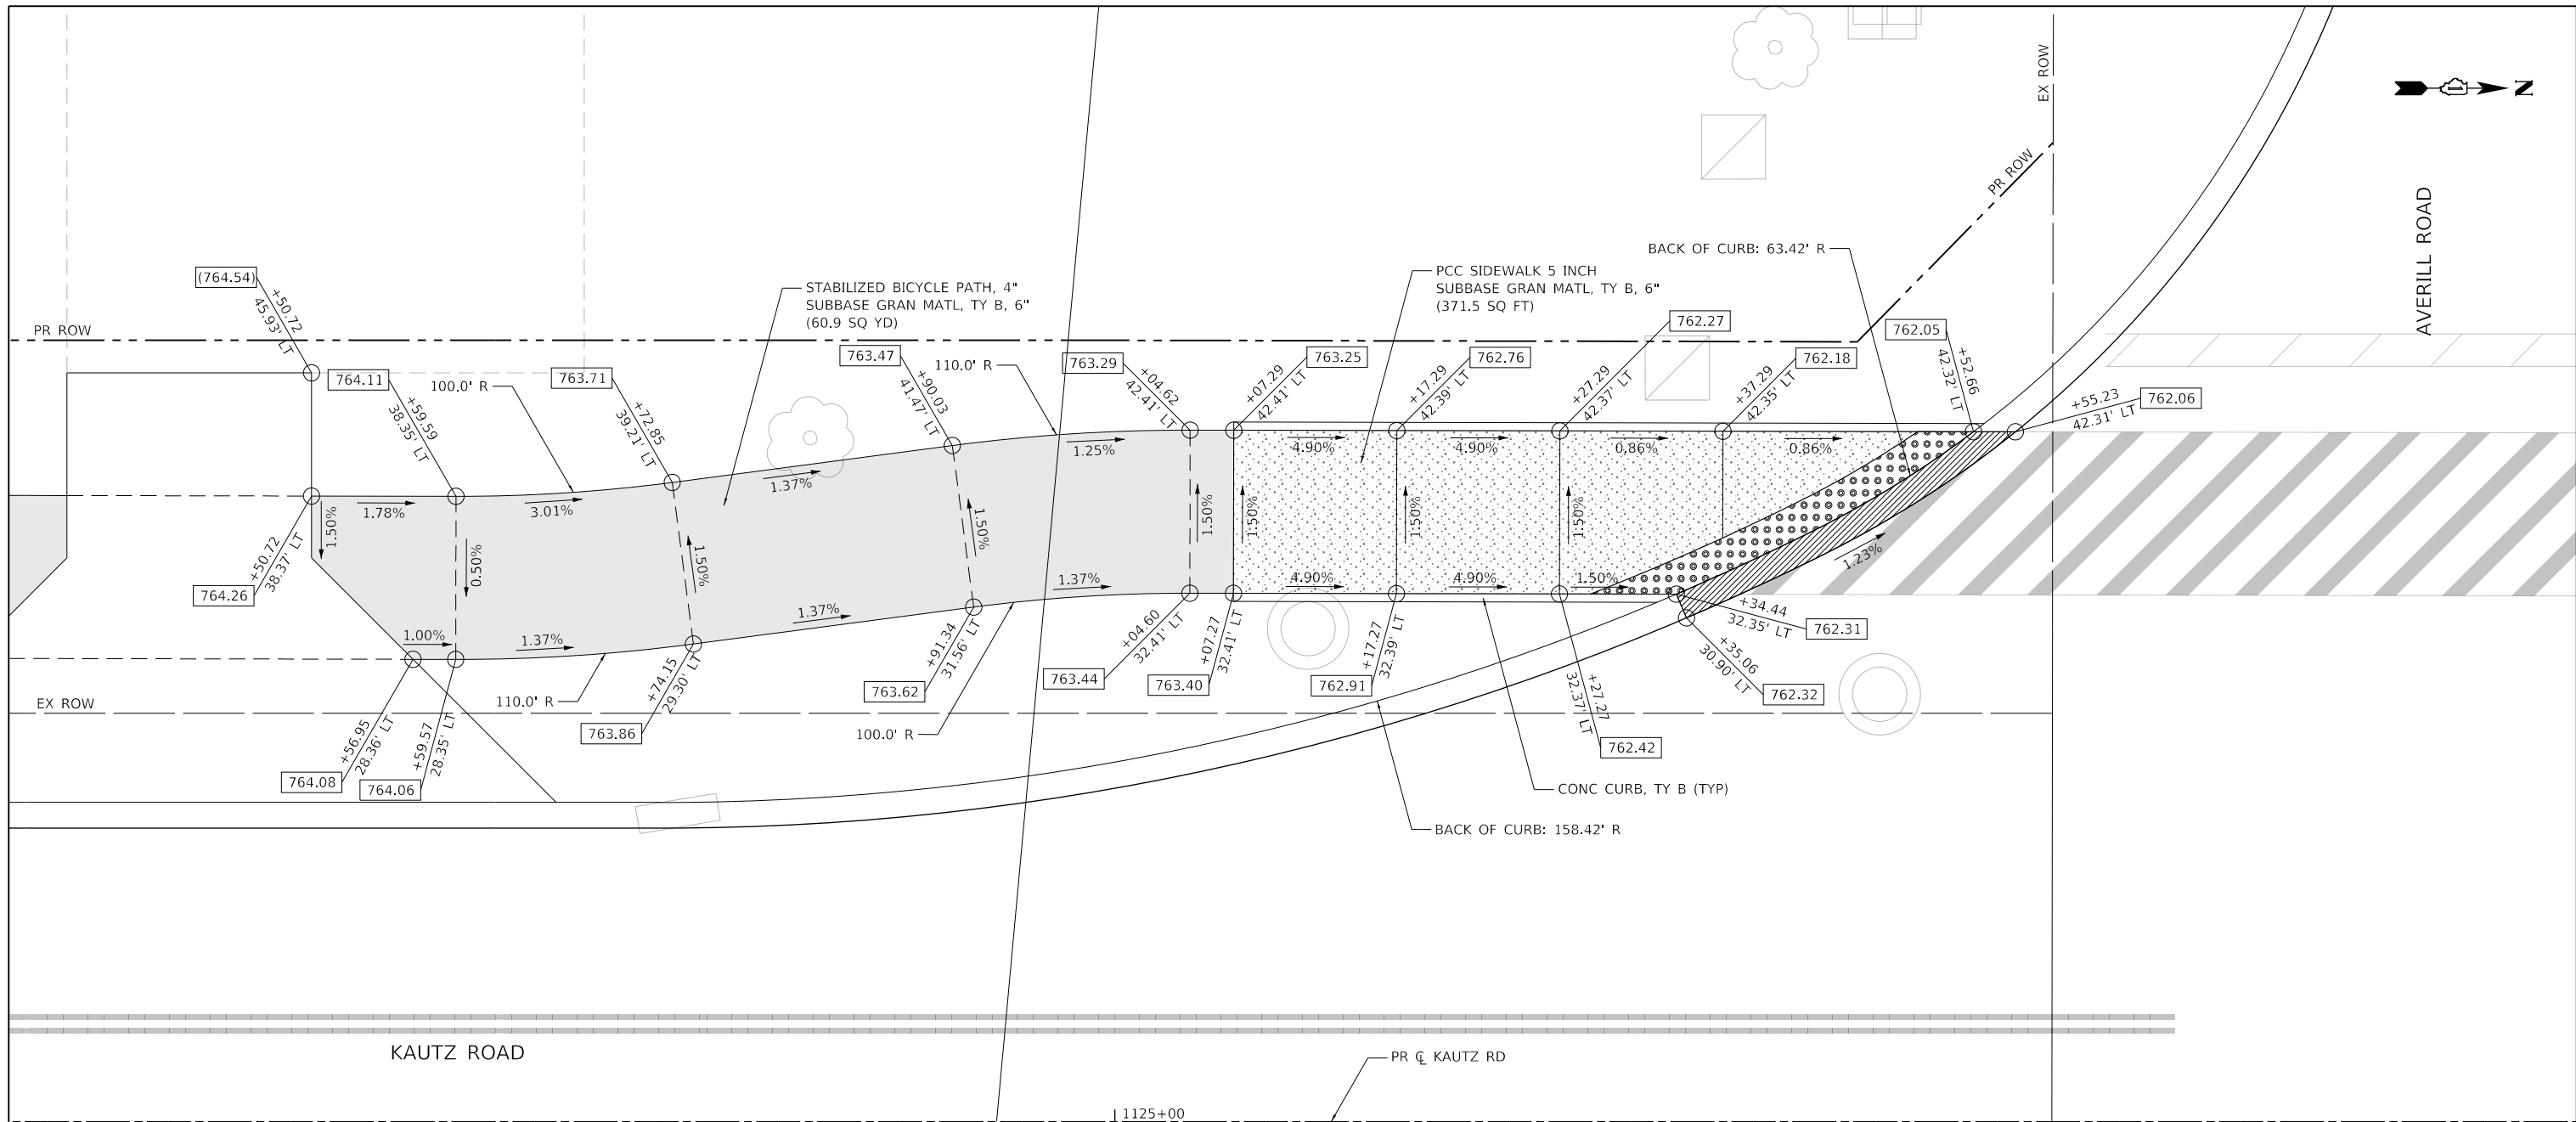 EX ROW
N
PR ROW
AVERILL ROAD
BACK OF CURB: 63.42' R
PCC SIDEWALK 5 INCH
SUBBASE GRAN MATL, TY B, 6"
(371.5 SQ FT)
STABILIZED BICYCLE PATH, 4"
SUBBASE GRAN MATL, TY B, 6"
(60.9 SQ YD)
PR ROW
(764.54)
+50.72
45.93' LT
764.11
+59.59
38.35' LT
100.0' R
763.71
+72.85
39.21' LT
763.47
+90.03
41.47' LT
110.0' R
763.29
+04.62
42.41' LT
763.25
+07.29
42.41' LT
762.76
+17.29
42.39' LT
762.27
+27.29
42.37' LT
762.18
+37.29
42.35' LT
762.05
+52.66
42.32' LT
762.06
+55.23
42.31' LT
1.50%
1.78%
3.01%
1.37%
1.25%
4.90%
4.90%
0.86%
0.86%
0.50%
1.50%
1.50%
1.50%
1.50%
1.50%
1.50%
1.00%
1.37%
1.37%
1.37%
4.90%
4.90%
1.50%
1.23%
+50.72
38.37' LT
764.26
EX ROW
+56.95
28.36' LT
764.08
+59.57
28.35' LT
764.06
110.0' R
+74.15
29.30' LT
763.86
+91.34
31.56' LT
763.62
100.0' R
+04.60
32.41' LT
763.44
+07.27
32.41' LT
763.40
+17.27
32.39' LT
762.91
+27.27
32.37' LT
762.42
+34.44
32.35' LT
762.31
+35.06
30.90' LT
762.32
CONC CURB, TY B (TYP)
BACK OF CURB: 158.42' R
KAUTZ ROAD
PR ℄ KAUTZ RD
1125+00